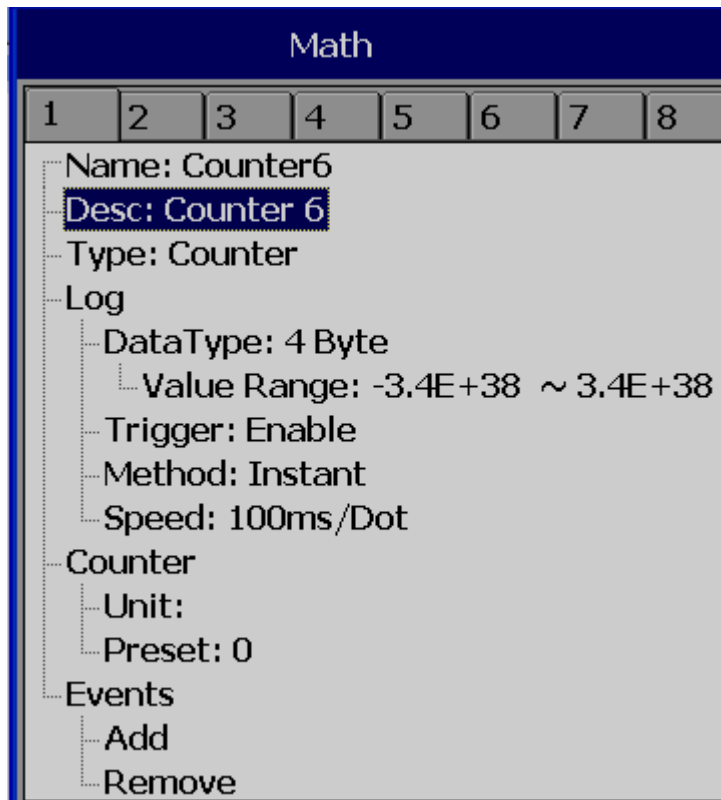 Math
1 2 3 4 5 6 7 8
Name: Counter6
Desc: Counter 6
Type: Counter
Log
DataType: 4 Byte
Value Range: -3.4E+38 ~ 3.4E+38
Trigger: Enable
Method: Instant
Speed: 100ms/Dot
Counter
Unit:
Preset: 0
Events
Add
Remove